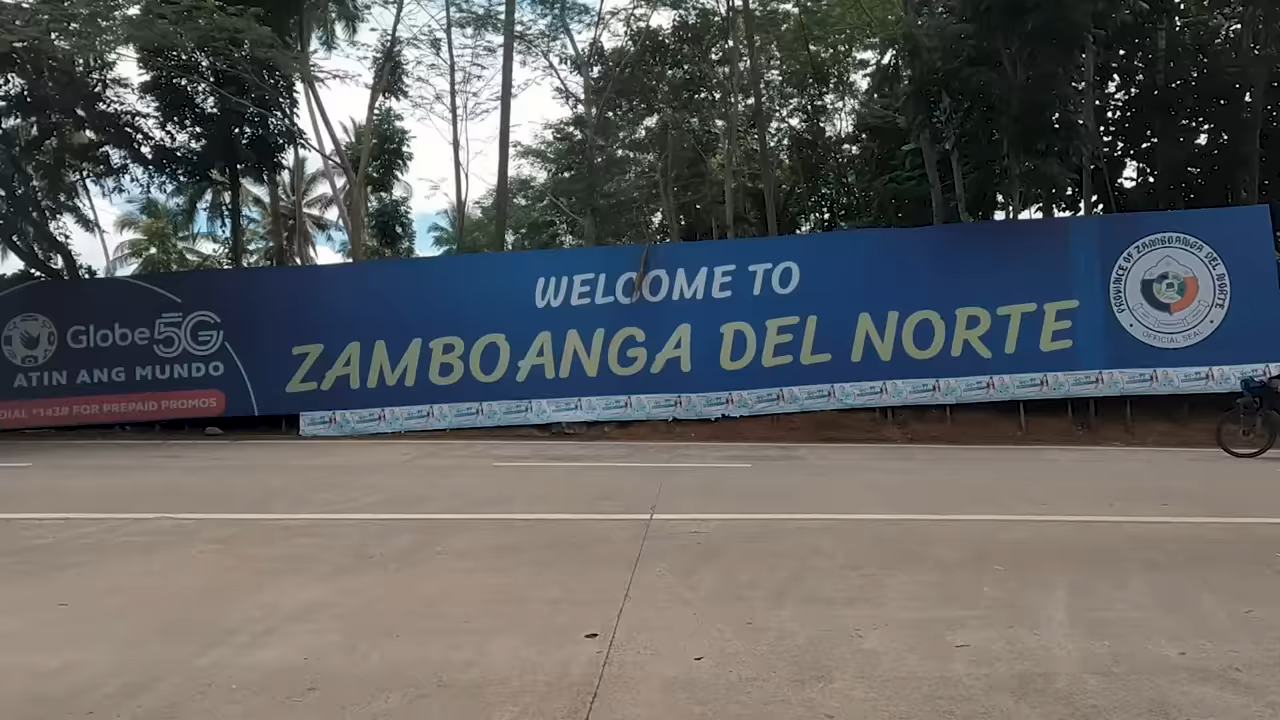 Globe 5G
ATIN ANG MUNDO
DIAL *143# FOR PREPAID PROMOS
WELCOME TO
ZAMBOANGA DEL NORTE
PROVINCE OF ZAMBOANGA DEL NORTE
OFFICIAL SEAL